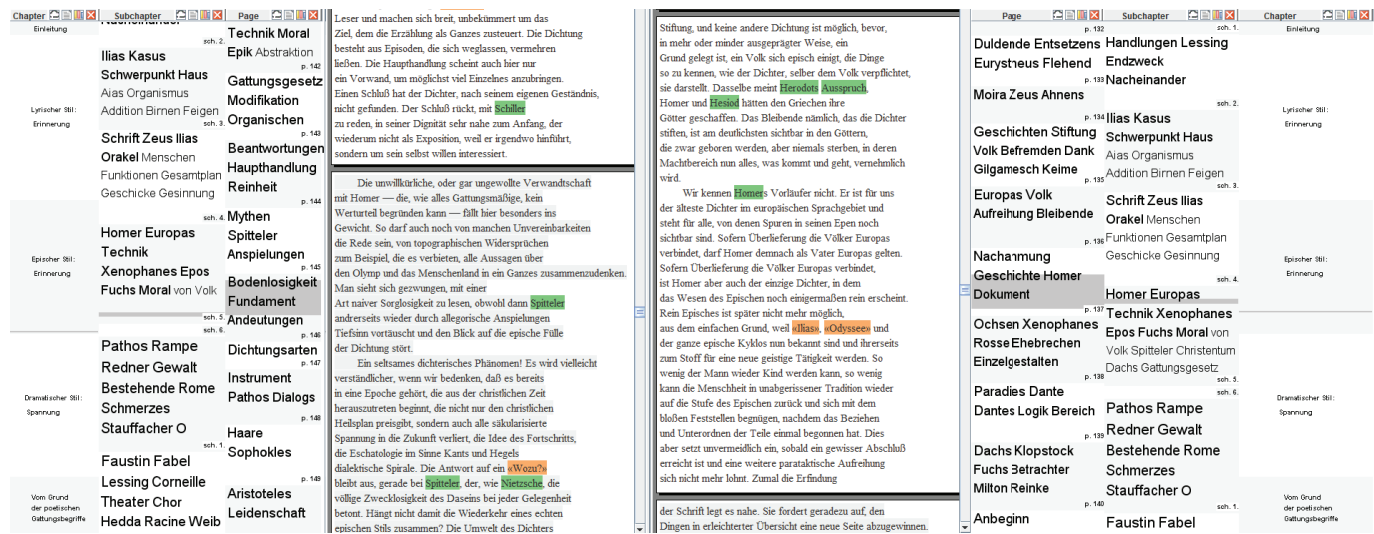 Chapter
Einleitung
Lyrischer Stil:
Erinnerung
Epischer Stil:
Erinnerung
Dramatischer Stil:
Spannung
Vom Grund
der poetischen
Gattungsbegriffe
Subchapter
Nacheinander
sch. 2.
Ilias Kasus
Schwerpunkt Haus
Aias Organismus
Addition Birnen Feigen
sch. 3.
Schrift Zeus Ilias
Orakel Menschen
Funktionen Gesamtplan
Geschicke Gesinnung
sch. 4.
Homer Europas
Technik
Xenophanes Epos
Fuchs Moral von Volk
sch. 5.
sch. 6.
Pathos Rampe
Redner Gewalt
Bestehende Rome
Schmerzes
Stauffacher O
sch. 1.
Faustin Fabel
Lessing Corneille
Theater Chor
Hedda Racine Weib
Page
Technik Moral
Epik Abstraktion
p. 142
Gattungsgesetz
Modifikation
Organischen
p. 143
Beantwortungen
Haupthandlung
Reinheit
p. 144
Mythen
Spitteler
Anspielungen
p. 145
Bodenlosigkeit
Fundament
Andeutungen
p. 146
Dichtungsarten
p. 147
Instrument
Pathos Dialogs
p. 148
Haare
Sophokles
p. 149
Aristoteles
Leidenschaft
Leser und machen sich breit, unbekümmert um das
Ziel, dem die Erzählung als Ganzes zusteuert. Die Dichtung
besteht aus Episoden, die sich weglassen, vermehren
ließen. Die Haupthandlung scheint auch hier nur
ein Vorwand, um möglichst viel Einzelnes anzubringen.
Einen Schluß hat der Dichter, nach seinem eigenen Geständnis,
nicht gefunden. Der Schluß rückt, mit Schiller
zu reden, in seiner Dignität sehr nahe zum Anfang, der
wiederum nicht als Exposition, weil er irgendwo hinführt,
sondern um sein selbst willen interessiert.
Die unwillkürliche, oder gar ungewollte Verwandtschaft
mit Homer — die, wie alles Gattungsmäßige, kein
Werturteil begründen kann — fällt hier besonders ins
Gewicht. So darf auch noch von manchen Unvereinbarkeiten
die Rede sein, von topographischen Widersprüchen
zum Beispiel, die es verbieten, alle Aussagen über
den Olymp und das Menschenland in ein Ganzes zusammenzudenken.
Man sieht sich gezwungen, mit einer
Art naiver Sorglosigkeit zu lesen, obwohl dann Spitteler
andrerseits wieder durch allegorische Anspielungen
Tiefsinn vortäuscht und den Blick auf die epische Fülle
der Dichtung stört.
Ein seltsames dichterisches Phänomen! Es wird vielleicht
verständlicher, wenn wir bedenken, daß es bereits
in eine Epoche gehört, die aus der christlichen Zeit
herauszutreten beginnt, die nicht nur den christlichen
Heilsplan preisgibt, sondern auch alle säkularisierte
Spannung in die Zukunft verliert, die Idee des Fortschritts,
die Eschatologie im Sinne Kants und Hegels
dialektische Spirale. Die Antwort auf ein «Wozu?»
bleibt aus, gerade bei Spitteler, der, wie Nietzsche, die
völlige Zwecklosigkeit des Daseins bei jeder Gelegenheit
betont. Hängt nicht damit die Wiederkehr eines echten
epischen Stils zusammen? Die Umwelt des Dichters
Stiftung, und keine andere Dichtung ist möglich, bevor,
in mehr oder minder ausgeprägter Weise, ein
Grund gelegt ist, ein Volk sich episch einigt, die Dinge
so zu kennen, wie der Dichter, selber dem Volk verpflichtet,
sie darstellt. Dasselbe meint Herodots Ausspruch,
Homer und Hesiod hätten den Griechen ihre
Götter geschaffen. Das Bleibende nämlich, das die Dichter
stiften, ist am deutlichsten sichtbar in den Göttern,
die zwar geboren werden, aber niemals sterben, in deren
Machtbereich nun alles, was kommt und geht, vernehmlich
wird.
Wir kennen Homers Vorläufer nicht. Er ist für uns
der älteste Dichter im europäischen Sprachgebiet und
steht für alle, von denen Spuren in seinen Epen noch
sichtbar sind. Sofern Überlieferung die Völker Europas
verbindet, darf Homer demnach als Vater Europas gelten.
Sofern Überlieferung die Völker Europas verbindet,
ist Homer aber auch der einzige Dichter, in dem
das Wesen des Epischen noch einigermaßen rein erscheint.
Rein Episches ist später nicht mehr möglich,
aus dem einfachen Grund, weil «Ilias», «Odyssee» und
der ganze epische Kyklos nun bekannt sind und ihrerseits
zum Stoff für eine neue geistige Tätigkeit werden. So
wenig der Mann wieder Kind werden kann, so wenig
kann die Menschheit in unabgerissener Tradition wieder
auf die Stufe des Epischen zurück und sich mit dem
bloßen Feststellen begnügen, nachdem das Beziehen
und Unterordnen der Teile einmal begonnen hat. Dies
aber setzt unvermeidlich ein, sobald ein gewisser Abschluß
erreicht ist und eine weitere parataktische Aufreihung
sich nicht mehr lohnt. Zumal die Erfindung
der Schrift legt es nahe. Sie fordert geradezu auf, den
Dingen in erleichterter Übersicht eine neue Seite abzugewinnen.
Page
p. 132
Duldende Entsetzens
Eurystheus Flehend
p. 133
Moira Zeus Ahnens
p. 134
Geschichten Stiftung
Volk Befremden Dank
Gilgamesch Keime
p. 135
Europas Volk
Aufreihung Bleibende
p. 136
Nachahmung
Geschichte Homer
Dokument
p. 137
Ochsen Xenophanes
Rosse Ehebrechen
Einzelgestalten
p. 138
Paradies Dante
Dantes Logik Bereich
p. 139
Dachs Klopstock
Fuchs Betrachter
Milton Reinke
p. 140
Anbeginn
Subchapter
sch. 1.
Handlungen Lessing
Endzweck
Nacheinander
sch. 2.
Ilias Kasus
Schwerpunkt Haus
Aias Organismus
Addition Birnen Feigen
sch. 3.
Schrift Zeus Ilias
Orakel Menschen
Funktionen Gesamtplan
Geschicke Gesinnung
sch. 4.
Homer Europas
Technik Xenophanes
Epos Fuchs Moral von
Volk Spitteler Christentum
Dachs Gattungsgesetz
sch. 5.
sch. 6.
Pathos Rampe
Redner Gewalt
Bestehende Rome
Schmerzes
Stauffacher O
sch. 1.
Faustin Fabel
Chapter
Einleitung
Lyrischer Stil:
Erinnerung
Epischer Stil:
Erinnerung
Dramatischer Stil:
Spannung
Vom Grund
der poetischen
Gattungsbegriffe